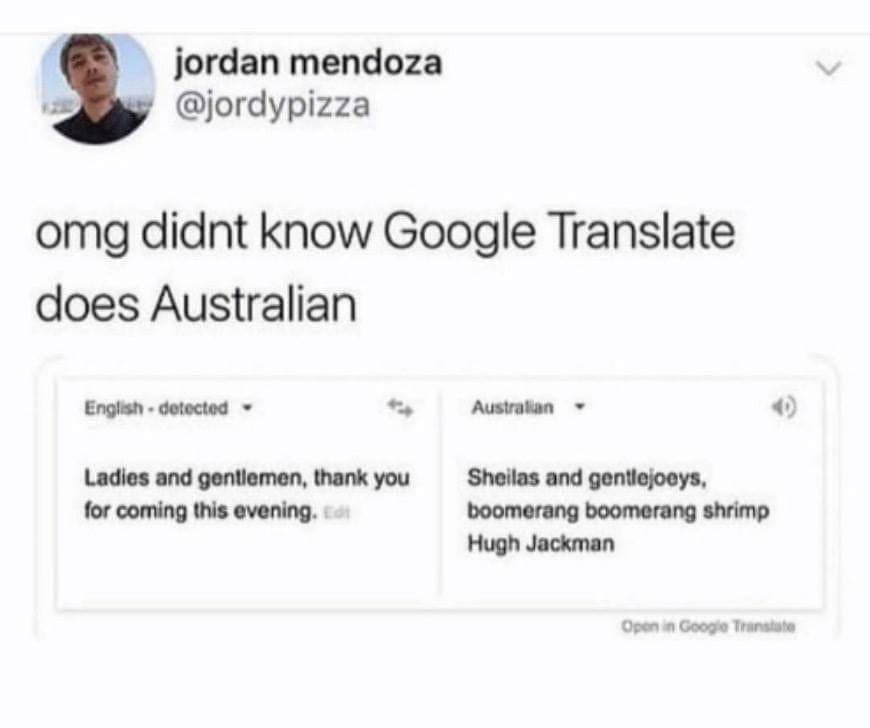 jordan mendoza
@jordypizza
omg didnt know Google Translate
does Australian
English - detected
Australian
Ladies and gentlemen, thank you
for coming this evening. Edit
Sheilas and gentlejoeys,
boomerang boomerang shrimp
Hugh Jackman
Open in Google Translate